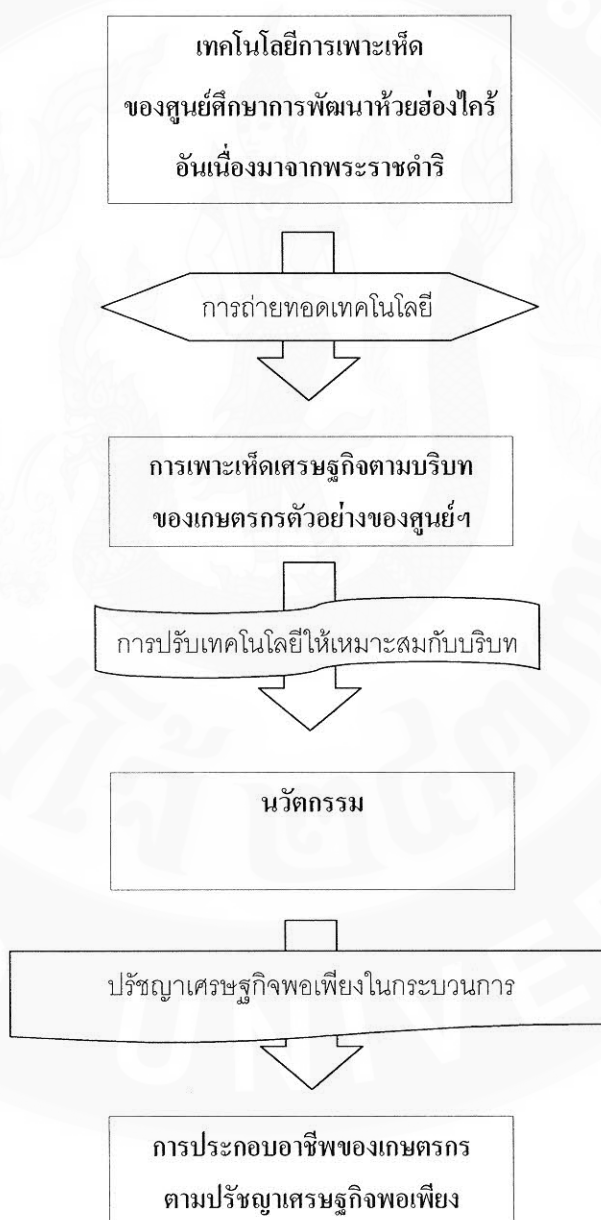 เทคโนโลยีการเพาะเห็ด
ของศูนย์ศึกษาการพัฒนาห้วยฮ่องไคร้
อันเนื่องมาจากพระราชดำริ
การถ่ายทอดเทคโนโลยี
การเพาะเห็ดเศรษฐกิจตามบริบท
ของเกษตรกรตัวอย่างของศูนย์ฯ
การปรับเทคโนโลยีให้เหมาะสมกับบริบท
นวัตกรรม
ปรัชญาเศรษฐกิจพอเพียงในกระบวนการ
การประกอบอาชีพของเกษตรกร
ตามปรัชญาเศรษฐกิจพอเพียง